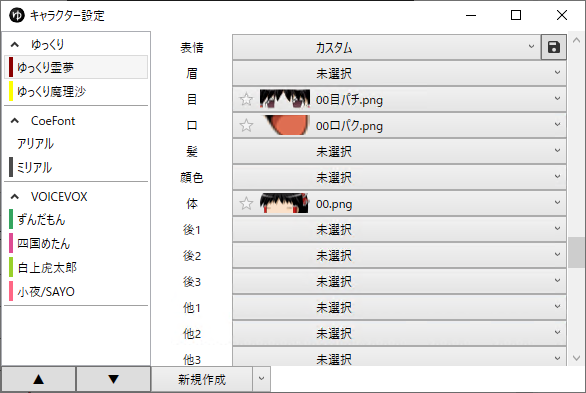 ゆ キャラクター設定
ゆっくり
ゆっくり霊夢
ゆっくり魔理沙
CoeFont
アリアル
ミリアル
VOICEVOX
ずんだもん
四国めたん
白上虎太郎
小夜/SAYO
▲ ▼
表情 カスタム
眉 未選択
目 00目パチ.png
口 00口パク.png
髪 未選択
顔色 未選択
体 00.png
後1 未選択
後2 未選択
後3 未選択
他1 未選択
他2 未選択
他3 未選択
新規作成